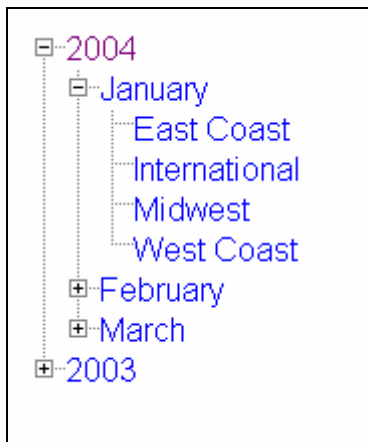 2004
January
East Coast
International
Midwest
West Coast
February
March
2003